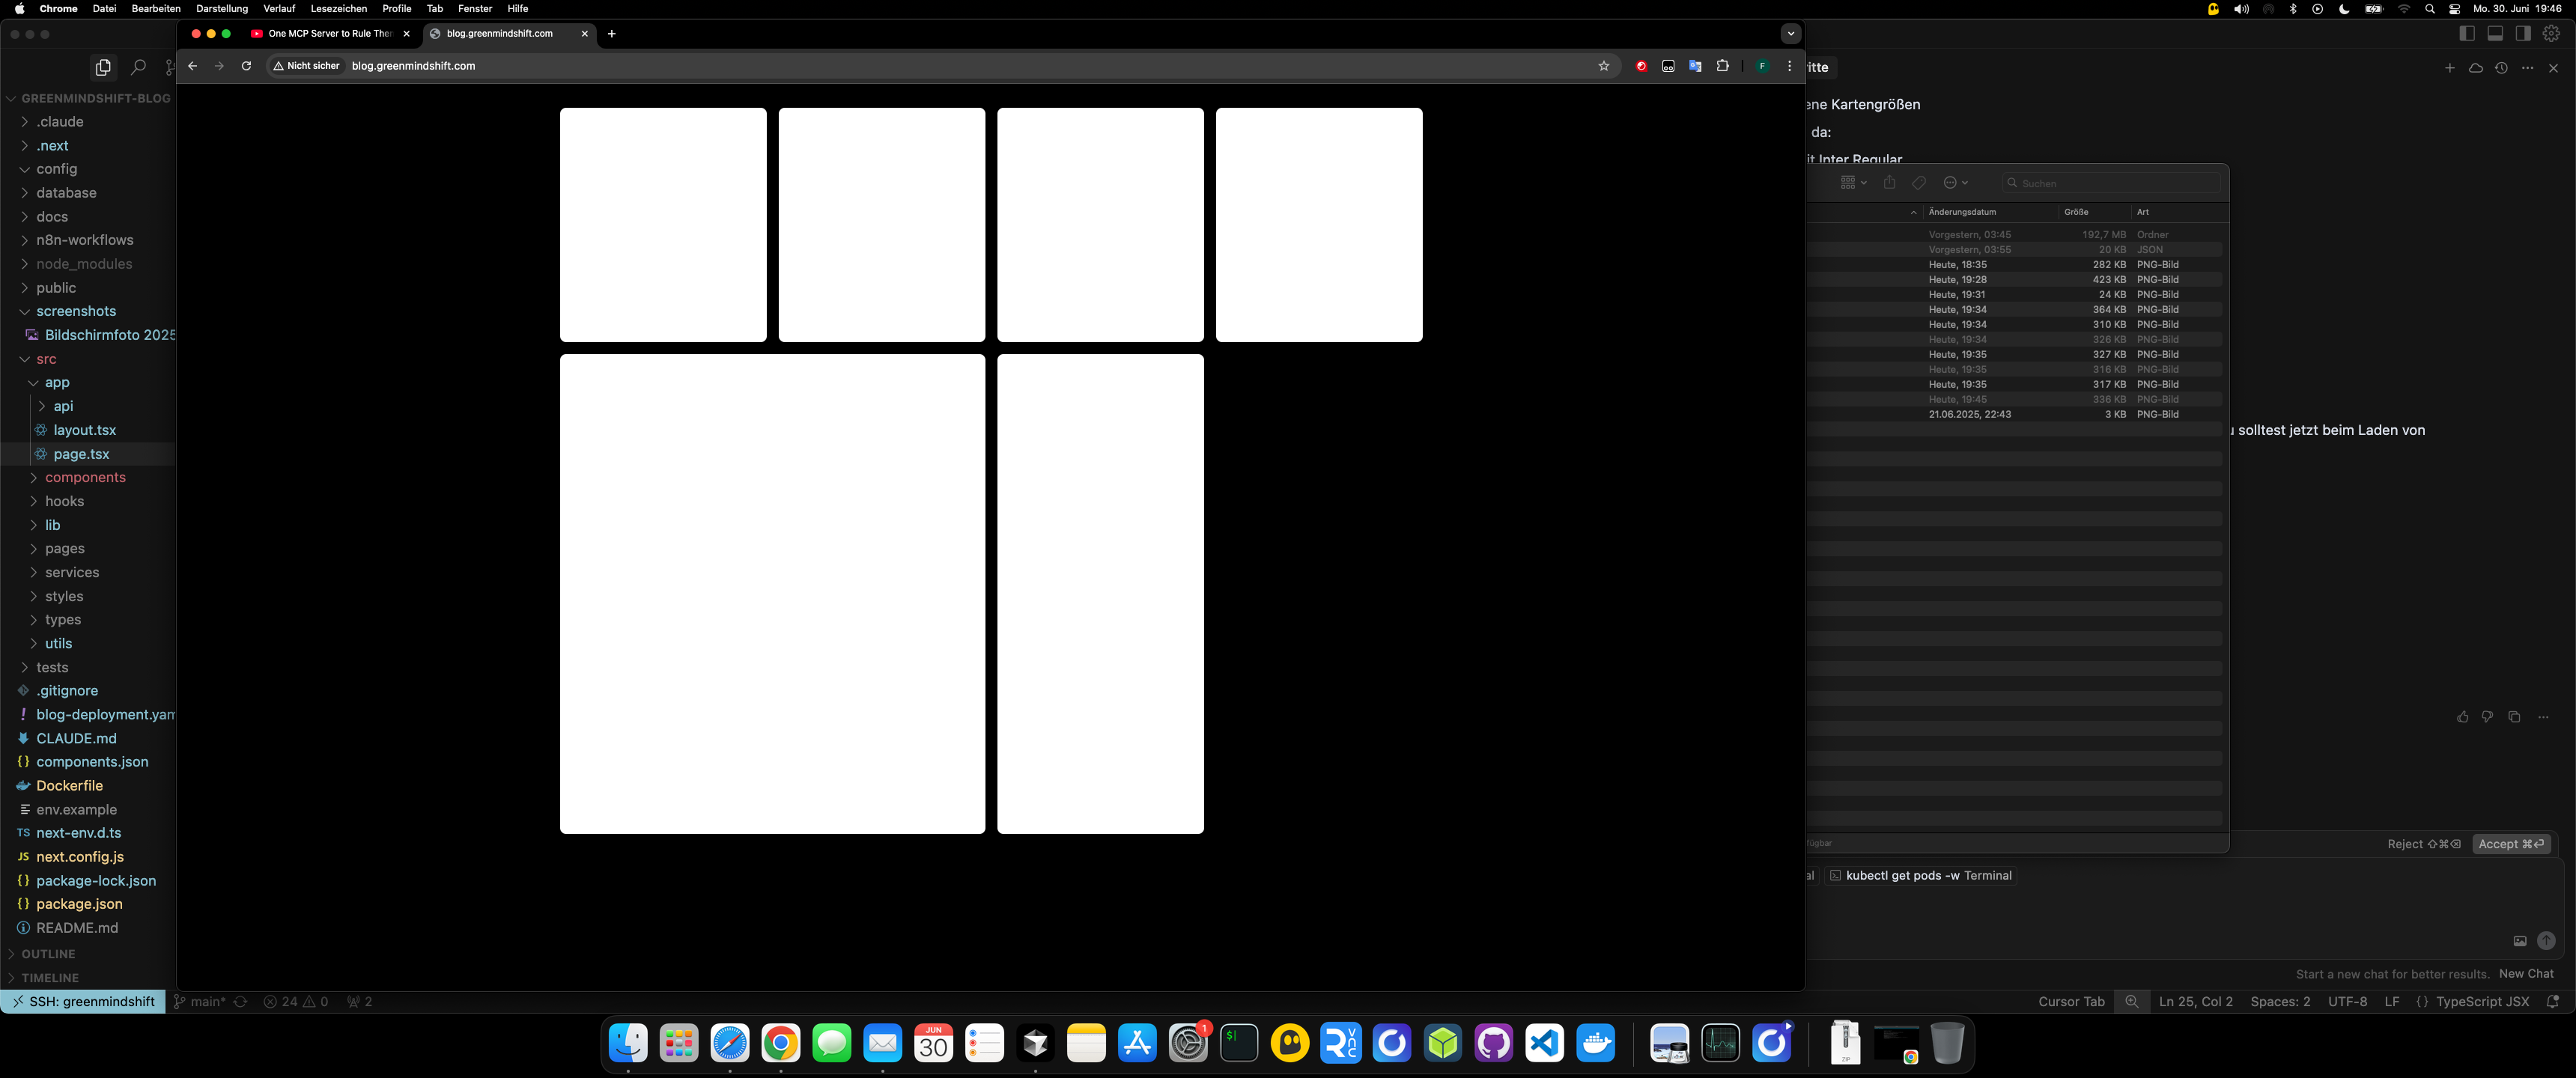 Chrome Datei Bearbeiten Darstellung Verlauf Lesezeichen Profile Tab Fenster Hilfe
Mo. 30. Juni 19:46
One MCP Server to Rule Then
blog.greenmindshift.com
Nicht sicher
blog.greenmindshift.com
F
GREENMINDSHIFT-BLOG
.claude
.next
config
database
docs
n8n-workflows
node_modules
public
screenshots
Bildschirmfoto 2025
src
app
api
layout.tsx
page.tsx
components
hooks
lib
pages
services
styles
types
utils
tests
.gitignore
blog-deployment.yam
CLAUDE.md
components.json
Dockerfile
env.example
TS next-env.d.ts
JS next.config.js
package-lock.json
package.json
README.md
OUTLINE
TIMELINE
itte
ene Kartengrößen
da:
it Inter Regular
Suchen
Änderungsdatum Größe Art
Vorgestern, 03:45 192,7 MB Ordner
Vorgestern, 03:55 20 KB JSON
Heute, 18:35 282 KB PNG-Bild
Heute, 19:28 423 KB PNG-Bild
Heute, 19:31 24 KB PNG-Bild
Heute, 19:34 364 KB PNG-Bild
Heute, 19:34 310 KB PNG-Bild
Heute, 19:34 326 KB PNG-Bild
Heute, 19:35 327 KB PNG-Bild
Heute, 19:35 316 KB PNG-Bild
Heute, 19:35 317 KB PNG-Bild
Heute, 19:45 336 KB PNG-Bild
21.06.2025, 22:43 3 KB PNG-Bild
u solltest jetzt beim Laden von
fügbar
Reject ⇧⌘⌫ Accept ⌘⏎
al
kubectl get pods -w Terminal
Start a new chat for better results. New Chat
SSH: greenmindshift main* 24 0 2
Cursor Tab Ln 25, Col 2 Spaces: 2 UTF-8 LF {} TypeScript JSX
JUN
30
1
$
VNC
ZIP